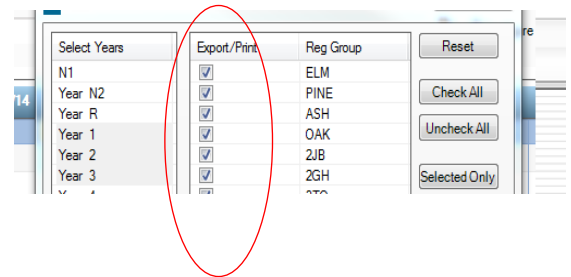 re
Select Years Export/Print Reg Group Reset
N1 ELM
Year N2 PINE Check All
/14
Year R ASH
Year 1 OAK Uncheck All
Year 2 2JB
Year 3 2GH Selected Only